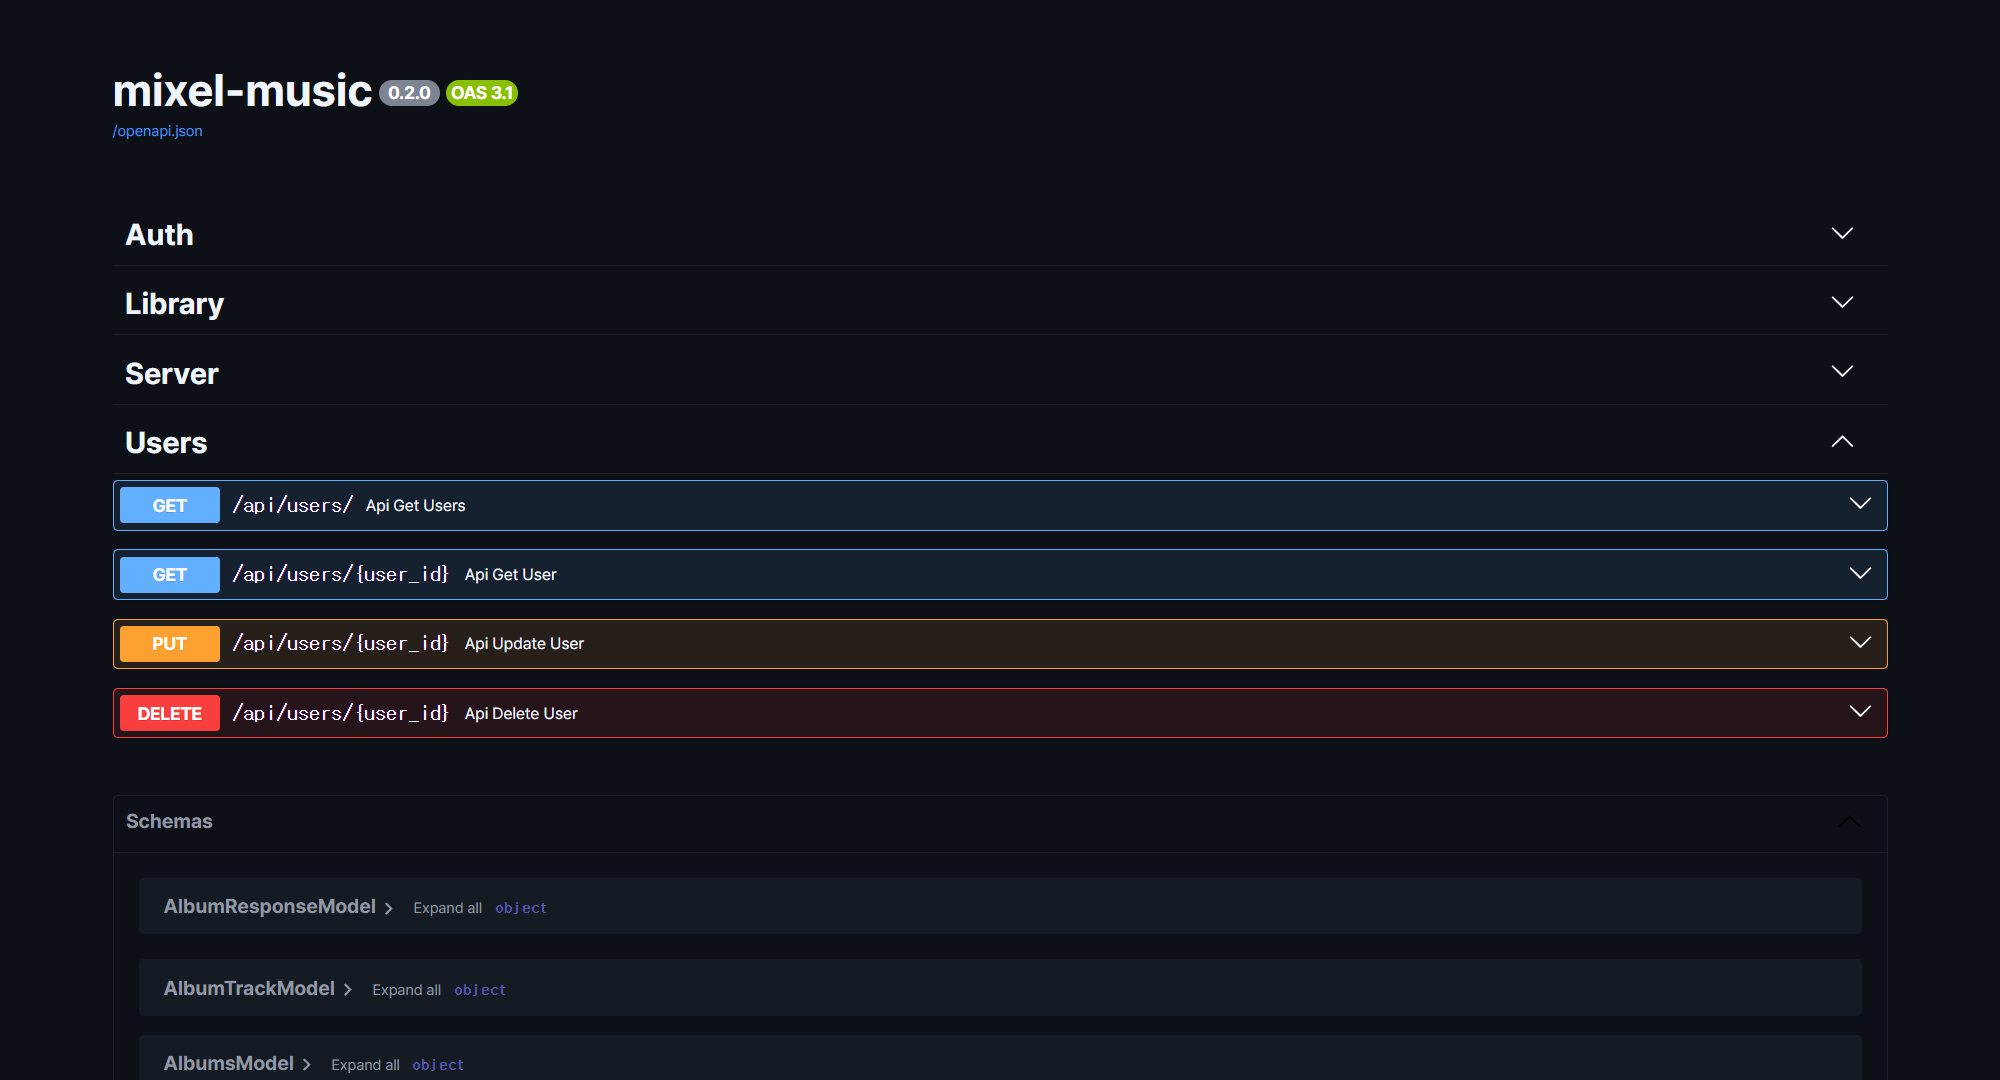 mixel-music 0.2.0 OAS 3.1
/openapi.json
Auth
Library
Server
Users
GET /api/users/ Api Get Users
GET /api/users/{user_id} Api Get User
PUT /api/users/{user_id} Api Update User
DELETE /api/users/{user_id} Api Delete User
Schemas
AlbumResponseModel Expand all object
AlbumTrackModel Expand all object
AlbumsModel Expand all object